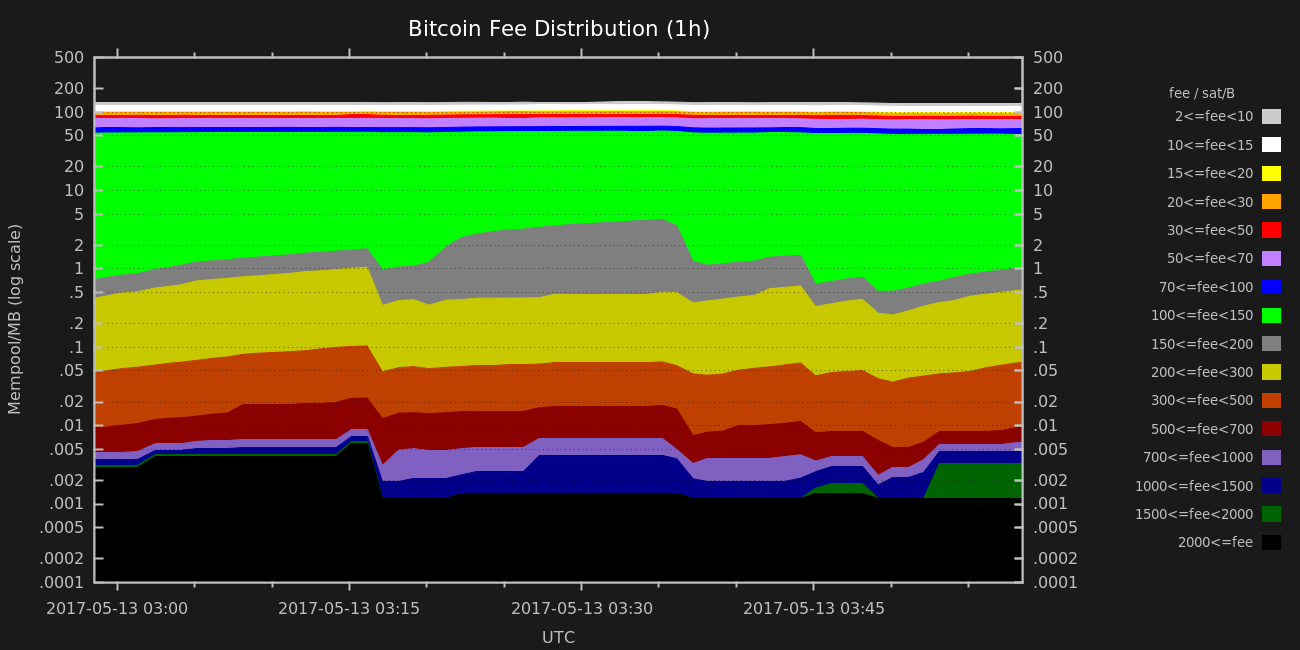 Bitcoin Fee Distribution (1h)
Mempool/MB (log scale)
500
200
100
50
20
10
5
2
1
.5
.2
.1
.05
.02
.01
.005
.002
.001
.0005
.0002
.0001
500
200
100
50
20
10
5
2
1
.5
.2
.1
.05
.02
.01
.005
.002
.001
.0005
.0002
.0001
2017-05-13 03:00 2017-05-13 03:15 2017-05-13 03:30 2017-05-13 03:45
UTC
fee / sat/B
2<=fee<10
10<=fee<15
15<=fee<20
20<=fee<30
30<=fee<50
50<=fee<70
70<=fee<100
100<=fee<150
150<=fee<200
200<=fee<300
300<=fee<500
500<=fee<700
700<=fee<1000
1000<=fee<1500
1500<=fee<2000
2000<=fee